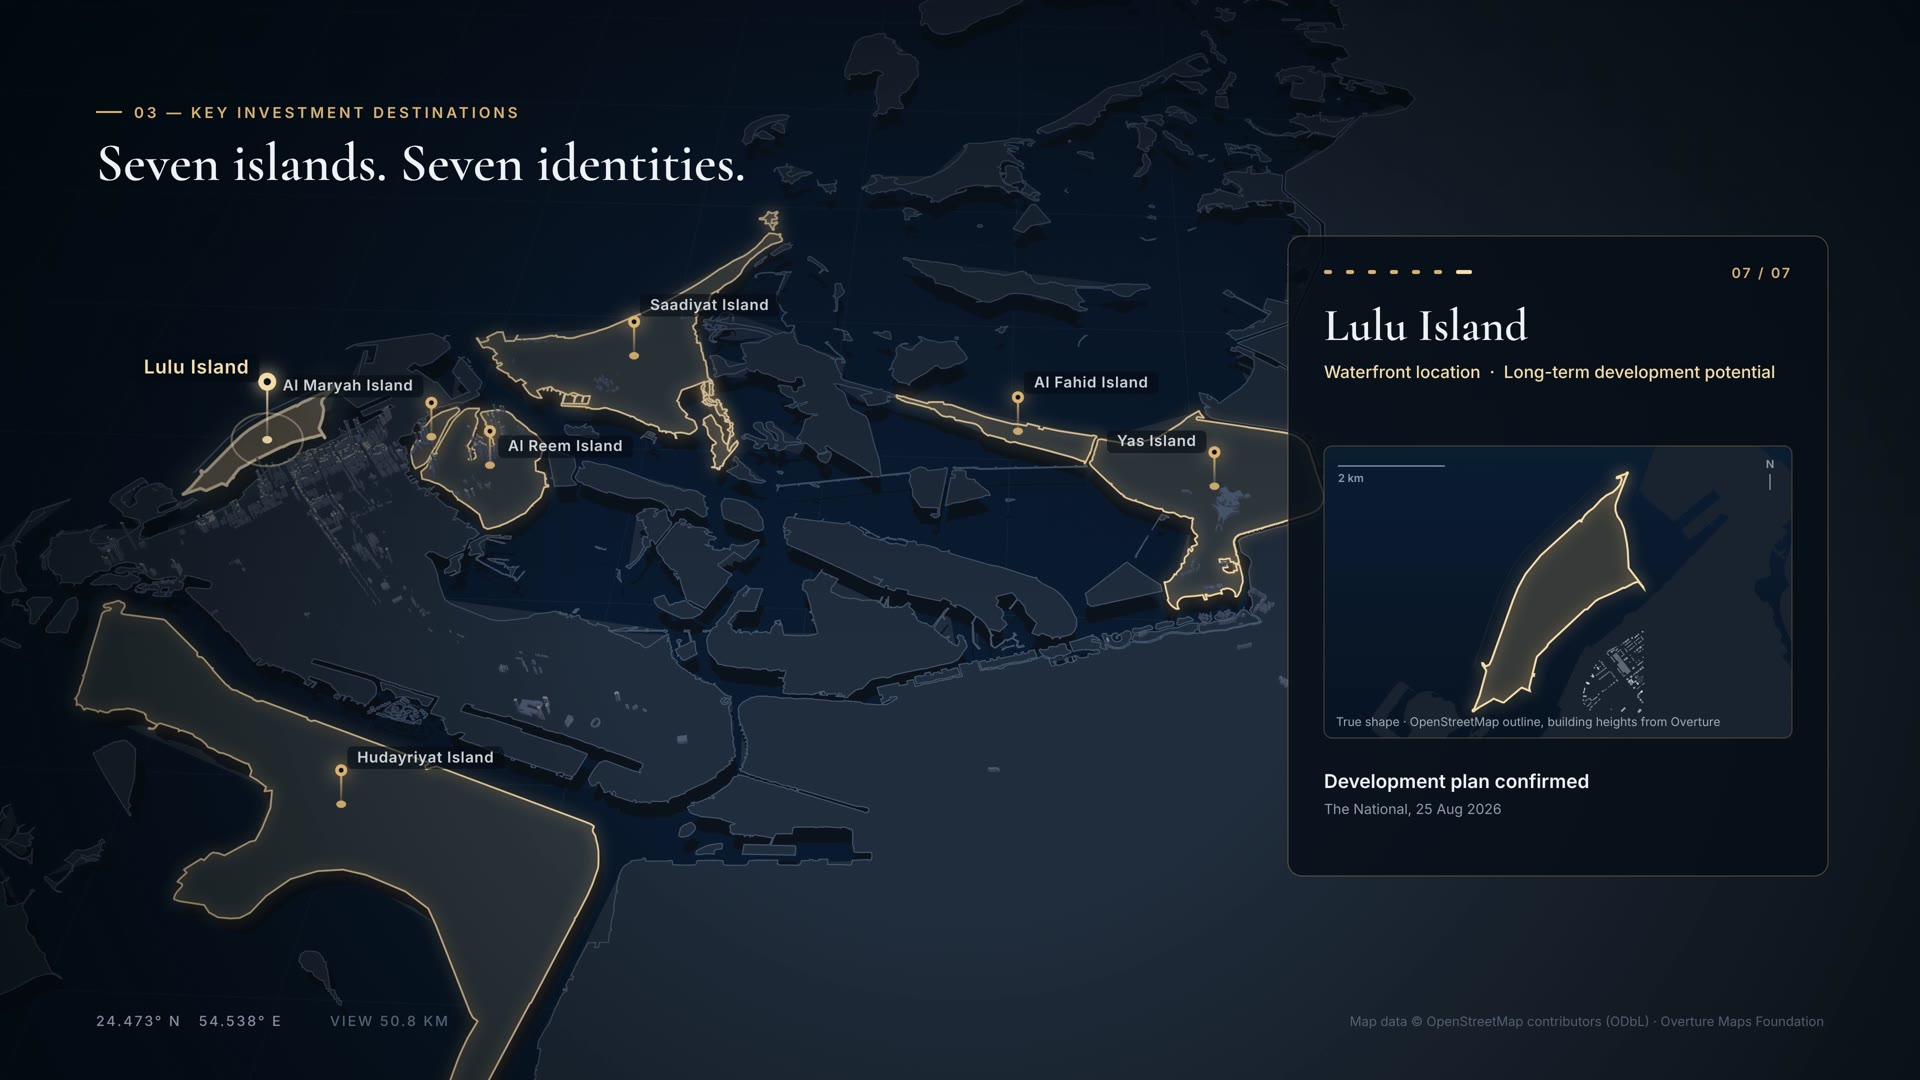 03 — KEY INVESTMENT DESTINATIONS
Seven islands. Seven identities.
Saadiyat Island
Lulu Island
Al Maryah Island
Al Fahid Island
Al Reem Island
Yas Island
Hudayriyat Island
07 / 07
Lulu Island
Waterfront location · Long-term development potential
2 km
N
True shape · OpenStreetMap outline, building heights from Overture
Development plan confirmed
The National, 25 Aug 2026
24.473° N 54.538° E VIEW 50.8 KM
Map data © OpenStreetMap contributors (ODbL) · Overture Maps Foundation